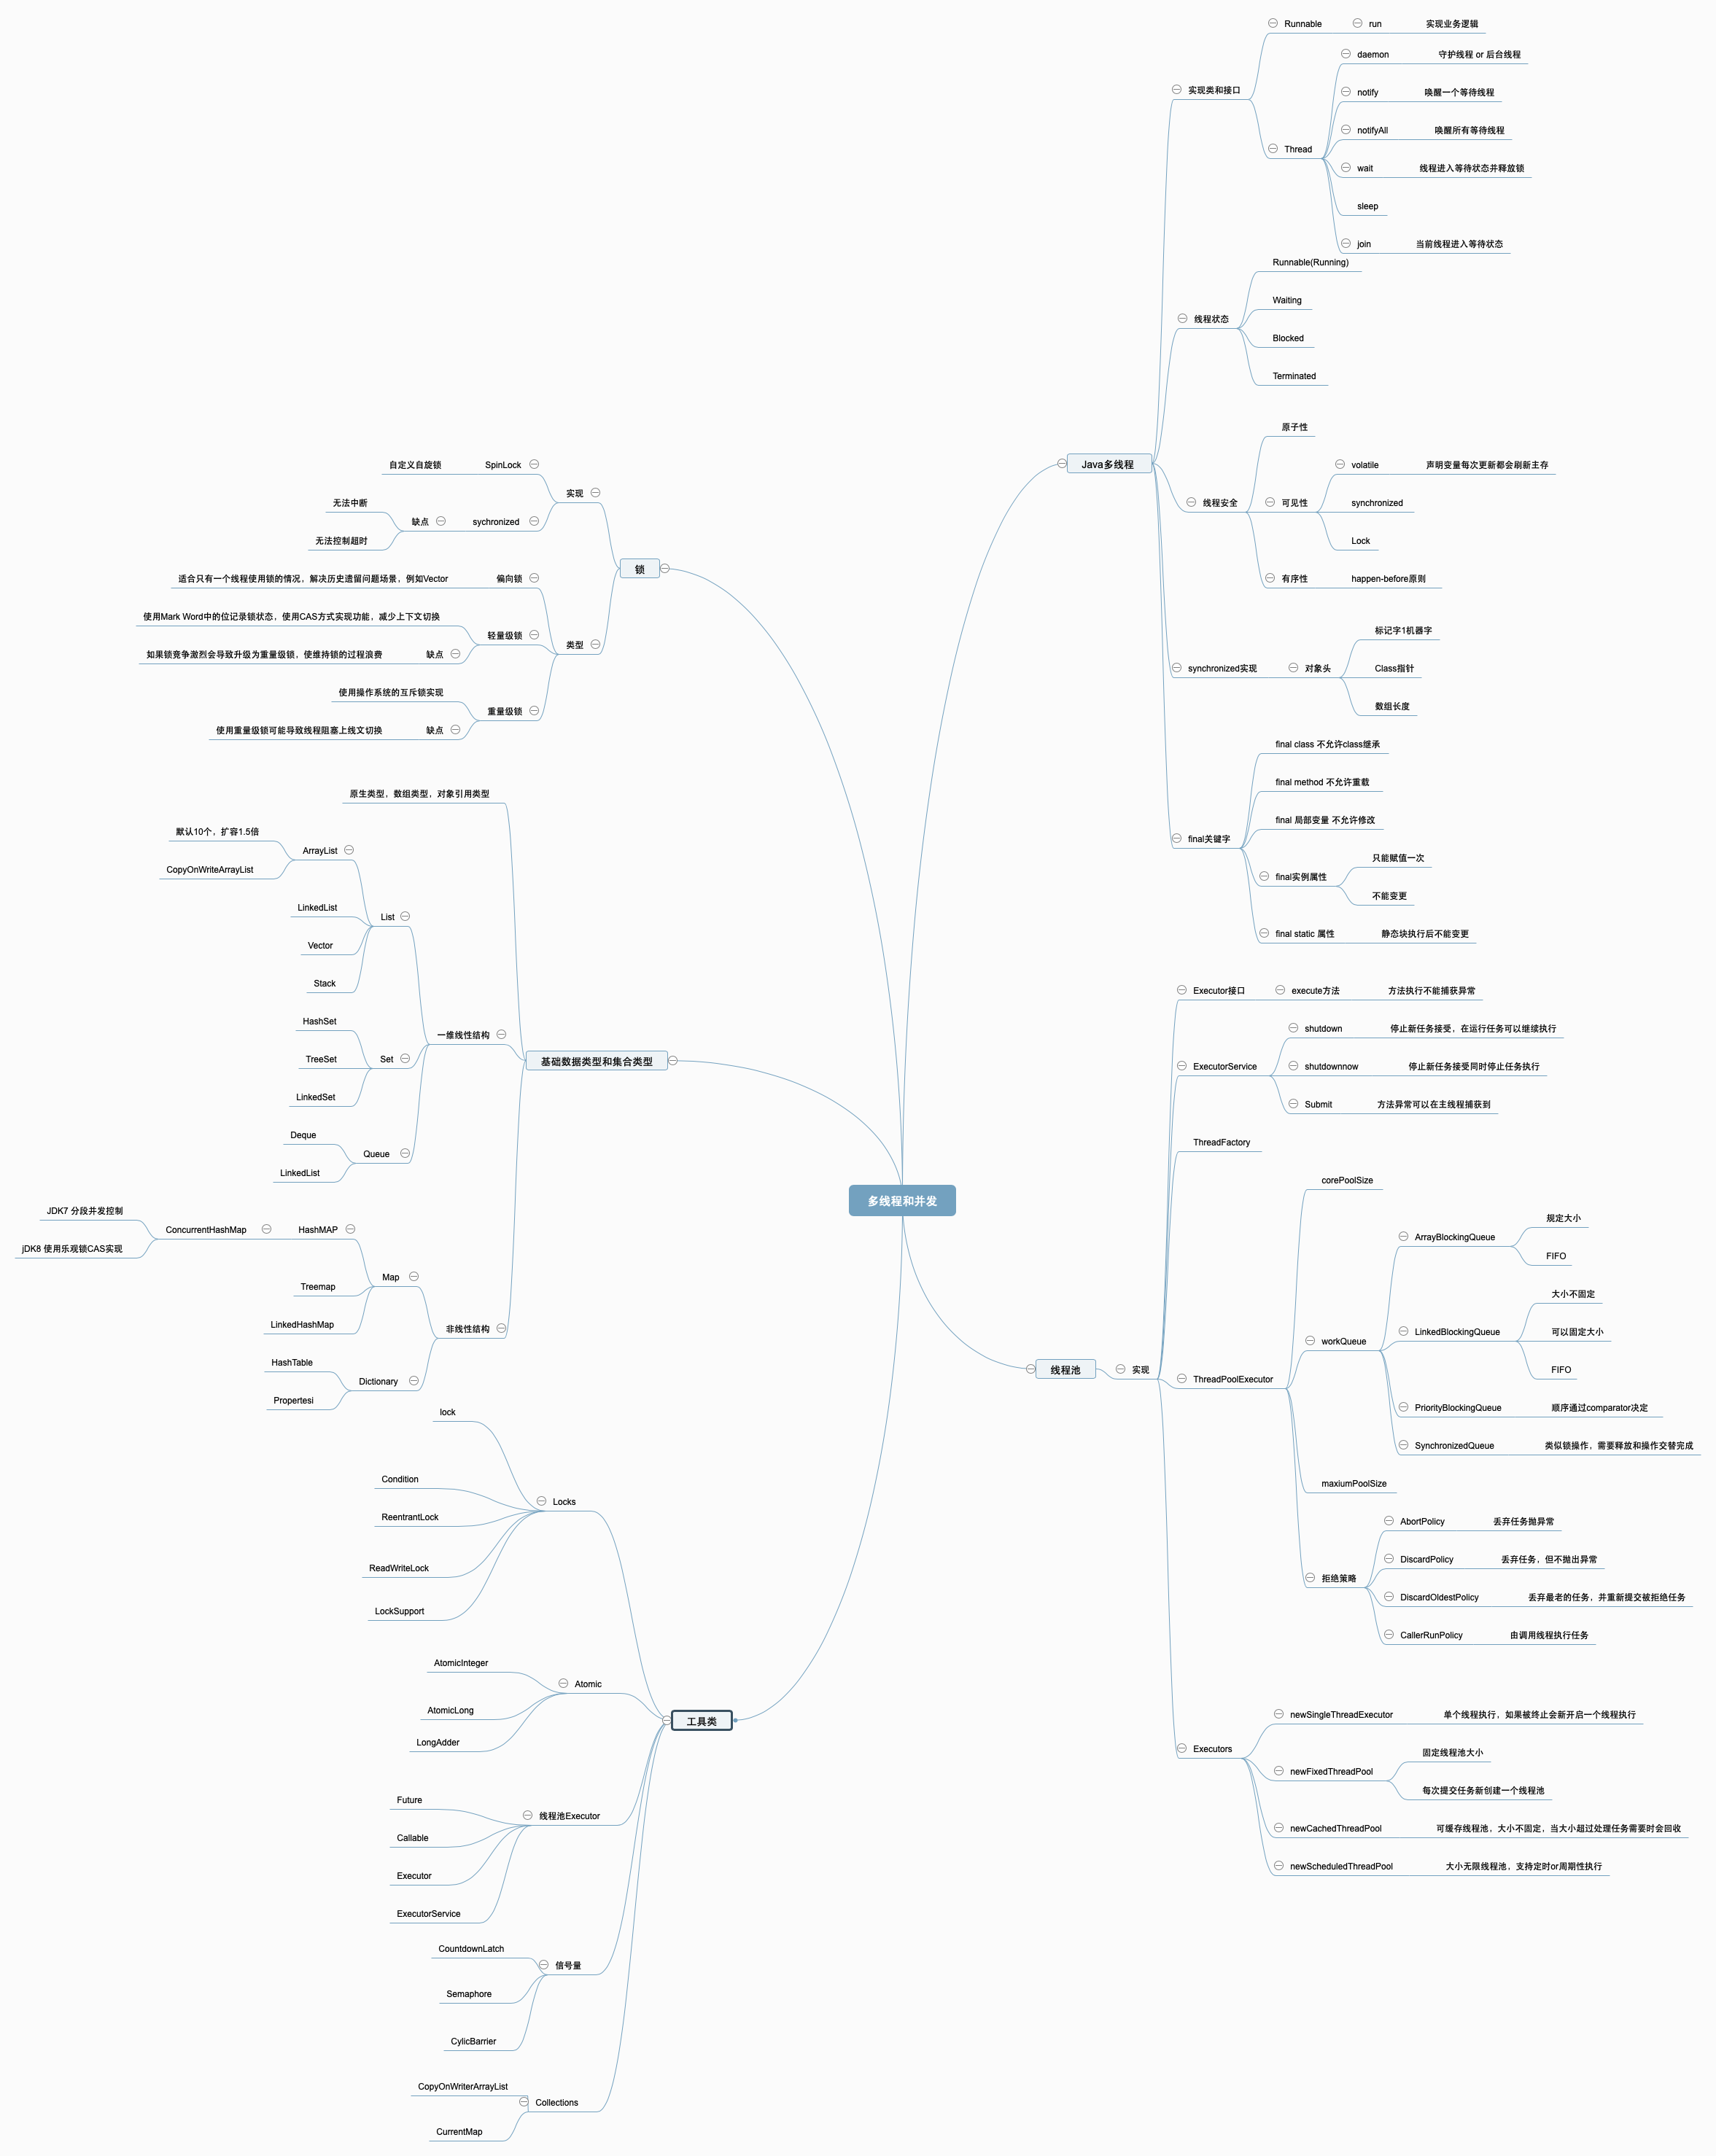 多线程和并发
Java多线程
实现类和接口
Runnable
run
实现业务逻辑
Thread
daemon
守护线程 or 后台线程
notify
唤醒一个等待线程
notifyAll
唤醒所有等待线程
wait
线程进入等待状态并释放锁
sleep
join
当前线程进入等待状态
线程状态
Runnable(Running)
Waiting
Blocked
Terminated
线程安全
原子性
可见性
volatile
声明变量每次更新都会刷新主存
synchronized
Lock
有序性
happen-before原则
synchronized实现
对象头
标记字1机器字
Class指针
数组长度
final关键字
final class 不允许class继承
final method 不允许重载
final 局部变量 不允许修改
final实例属性
只能赋值一次
不能变更
final static 属性
静态块执行后不能变更
线程池
实现
Executor接口
execute方法
方法执行不能捕获异常
ExecutorService
shutdown
停止新任务接受，在运行任务可以继续执行
shutdownnow
停止新任务接受同时停止任务执行
Submit
方法异常可以在主线程捕获到
ThreadFactory
ThreadPoolExecutor
corePoolSize
workQueue
ArrayBlockingQueue
规定大小
FIFO
LinkedBlockingQueue
大小不固定
可以固定大小
FIFO
PriorityBlockingQueue
顺序通过comparator决定
SynchronizedQueue
类似锁操作，需要释放和操作交替完成
maxiumPoolSize
拒绝策略
AbortPolicy
丢弃任务抛异常
DiscardPolicy
丢弃任务，但不抛出异常
DiscardOldestPolicy
丢弃最老的任务，并重新提交被拒绝任务
CallerRunPolicy
由调用线程执行任务
Executors
newSingleThreadExecutor
单个线程执行，如果被终止会新开启一个线程执行
newFixedThreadPool
固定线程池大小
每次提交任务新创建一个线程池
newCachedThreadPool
可缓存线程池，大小不固定，当大小超过处理任务需要时会回收
newScheduledThreadPool
大小无限线程池，支持定时or周期性执行
锁
实现
SpinLock
自定义自旋锁
sychronized
缺点
无法中断
无法控制超时
类型
偏向锁
适合只有一个线程使用锁的情况，解决历史遗留问题场景，例如Vector
轻量级锁
使用Mark Word中的位记录锁状态，使用CAS方式实现功能，减少上下文切换
缺点
如果锁竞争激烈会导致升级为重量级锁，使维持锁的过程浪费
重量级锁
使用操作系统的互斥锁实现
缺点
使用重量级锁可能导致线程阻塞上线文切换
基础数据类型和集合类型
原生类型，数组类型，对象引用类型
一维线性结构
List
ArrayList
默认10个，扩容1.5倍
CopyOnWriteArrayList
LinkedList
Vector
Stack
Set
HashSet
TreeSet
LinkedSet
Queue
Deque
LinkedList
非线性结构
Map
HashMAP
ConcurrentHashMap
JDK7 分段并发控制
jDK8 使用乐观锁CAS实现
Treemap
LinkedHashMap
Dictionary
HashTable
Propertesi
工具类
Locks
lock
Condition
ReentrantLock
ReadWriteLock
LockSupport
Atomic
AtomicInteger
AtomicLong
LongAdder
线程池Executor
Future
Callable
Executor
ExecutorService
信号量
CountdownLatch
Semaphore
CylicBarrier
Collections
CopyOnWriterArrayList
CurrentMap